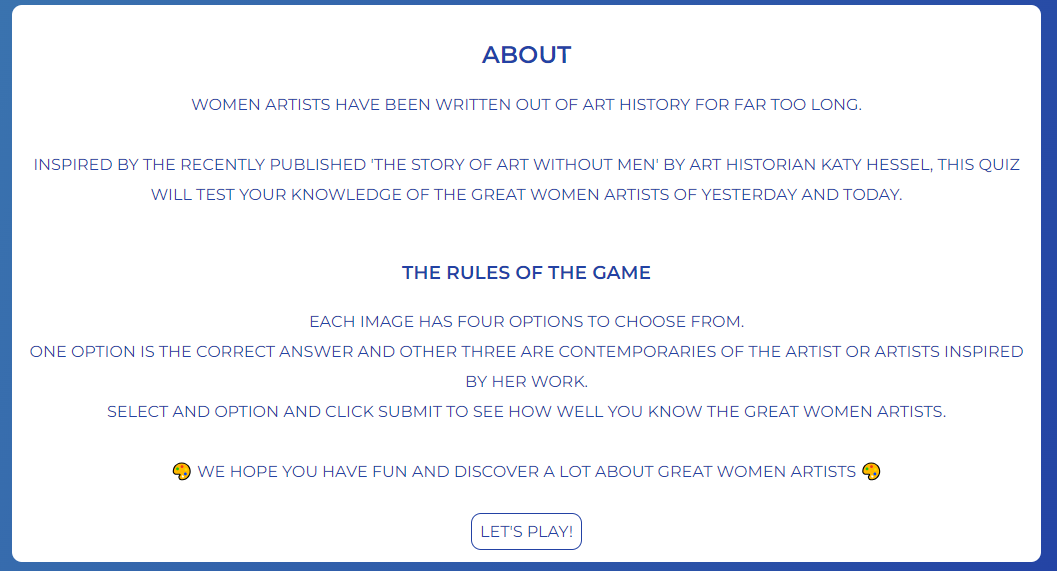 ABOUT
WOMEN ARTISTS HAVE BEEN WRITTEN OUT OF ART HISTORY FOR FAR TOO LONG.
INSPIRED BY THE RECENTLY PUBLISHED 'THE STORY OF ART WITHOUT MEN' BY ART HISTORIAN KATY HESSEL, THIS QUIZ
WILL TEST YOUR KNOWLEDGE OF THE GREAT WOMEN ARTISTS OF YESTERDAY AND TODAY.
THE RULES OF THE GAME
EACH IMAGE HAS FOUR OPTIONS TO CHOOSE FROM.
ONE OPTION IS THE CORRECT ANSWER AND OTHER THREE ARE CONTEMPORARIES OF THE ARTIST OR ARTISTS INSPIRED
BY HER WORK.
SELECT AND OPTION AND CLICK SUBMIT TO SEE HOW WELL YOU KNOW THE GREAT WOMEN ARTISTS.
🎨 WE HOPE YOU HAVE FUN AND DISCOVER A LOT ABOUT GREAT WOMEN ARTISTS 🎨
LET'S PLAY!